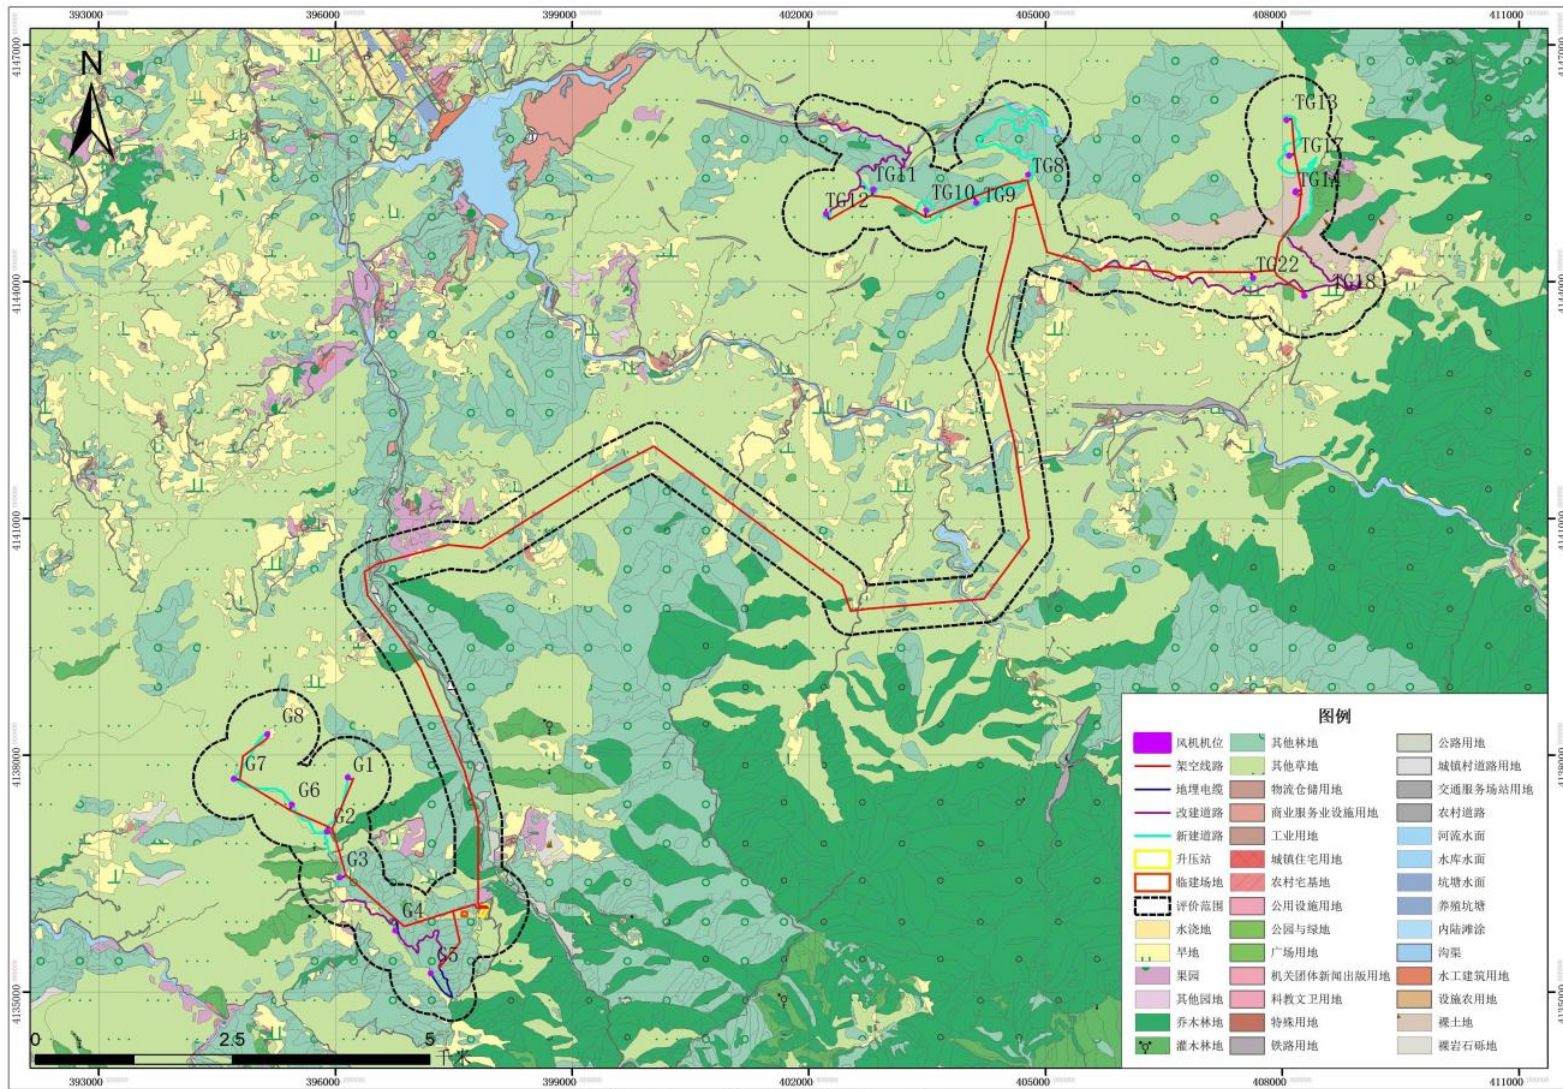 393000
396000
399000
402000
405000
408000
411000
4147000
4147000
N
TG13
TG17
TG14
TG8
TG11
TG10
TG9
TG12
4144000
4144000
TG22
TG18
4141000
4141000
4138000
4138000
G8
G7
G1
G6
G2
G3
G4
G5
4135000
4135000
0
2.5
5
千米
图例
风机机位
架空线路
地埋电缆
改建道路
新建道路
升压站
临建场地
评价范围
水浇地
旱地
果园
其他园地
乔木林地
灌木林地
其他林地
其他草地
物流仓储用地
商业服务业设施用地
工业用地
城镇住宅用地
农村宅基地
公用设施用地
公园与绿地
广场用地
机关团体新闻出版用地
科教文卫用地
特殊用地
铁路用地
公路用地
城镇村道路用地
交通服务场站用地
农村道路
河流水面
水库水面
坑塘水面
养殖坑塘
内陆滩涂
沟渠
水工建筑用地
设施农用地
裸土地
裸岩石砾地
393000
396000
399000
402000
405000
408000
411000